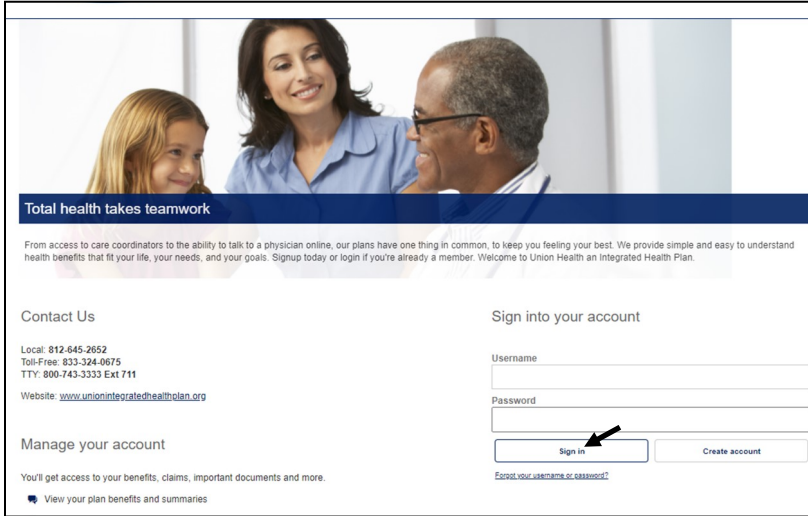 Total health takes teamwork
From access to care coordinators to the ability to talk to a physician online, our plans have one thing in common, to keep you feeling your best. We provide simple and easy to understand
health benefits that fit your life, your needs, and your goals. Signup today or login if you're already a member. Welcome to Union Health an Integrated Health Plan.
Contact Us
Local: 812-645-2652
Toll-Free: 833-324-0675
TTY: 800-743-3333 Ext 711
Website: www.unionintegratedhealthplan.org
Manage your account
You'll get access to your benefits, claims, important documents and more.
View your plan benefits and summaries
Sign into your account
Username
Password
Sign in
Create account
Forgot your username or password?